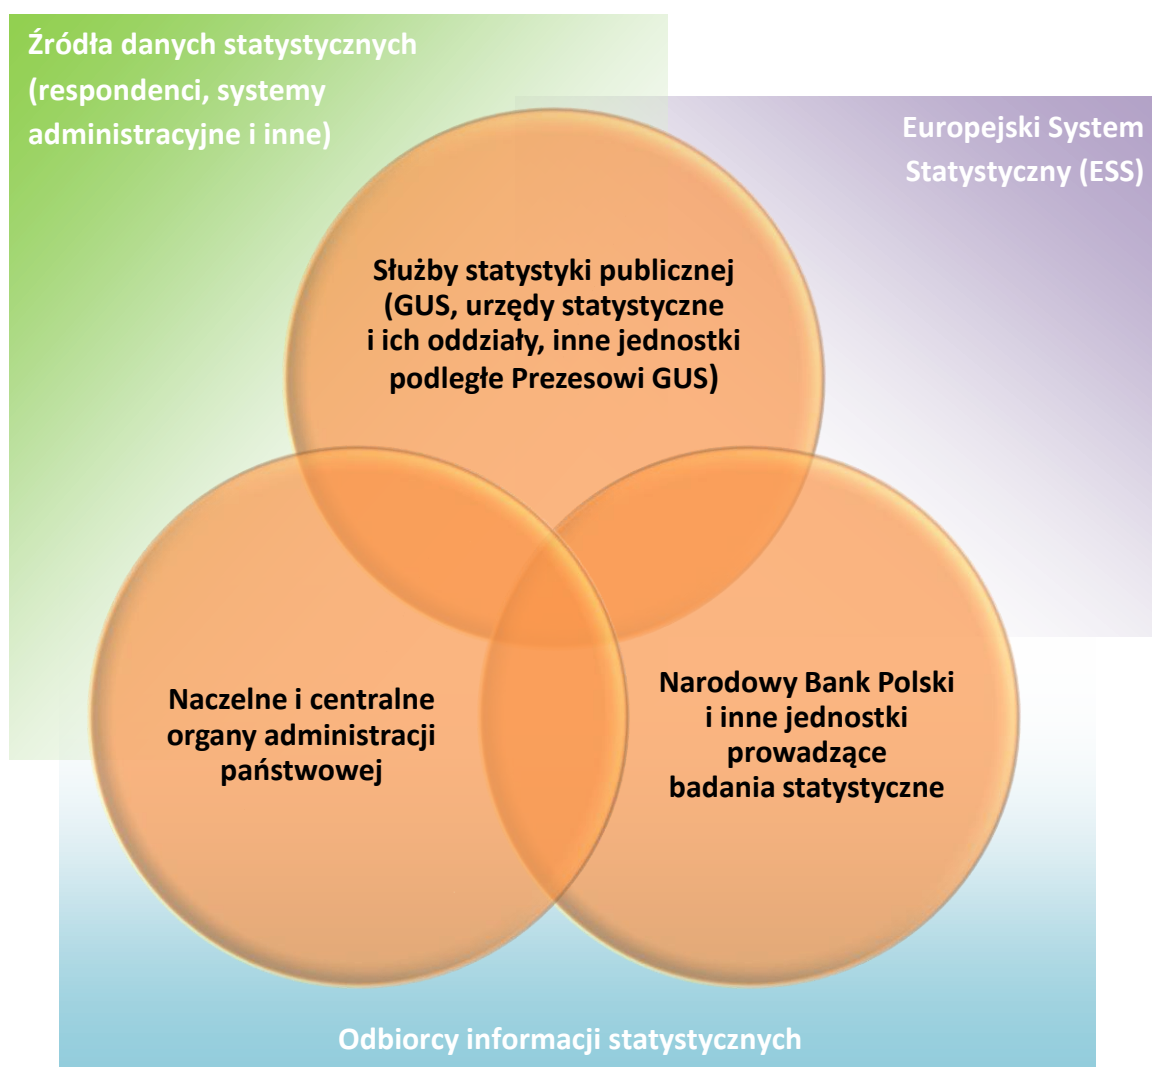 Źródła danych statystycznych
(respondenci, systemy
administracyjne i inne)
Europejski System
Statystyczny (ESS)
Służby statystyki publicznej
(GUS, urzędy statystyczne
i ich oddziały, inne jednostki
podległe Prezesowi GUS)
Naczelne i centralne
organy administracji
państwowej
Narodowy Bank Polski
i inne jednostki
prowadzące
badania statystyczne
Odbiorcy informacji statystycznych